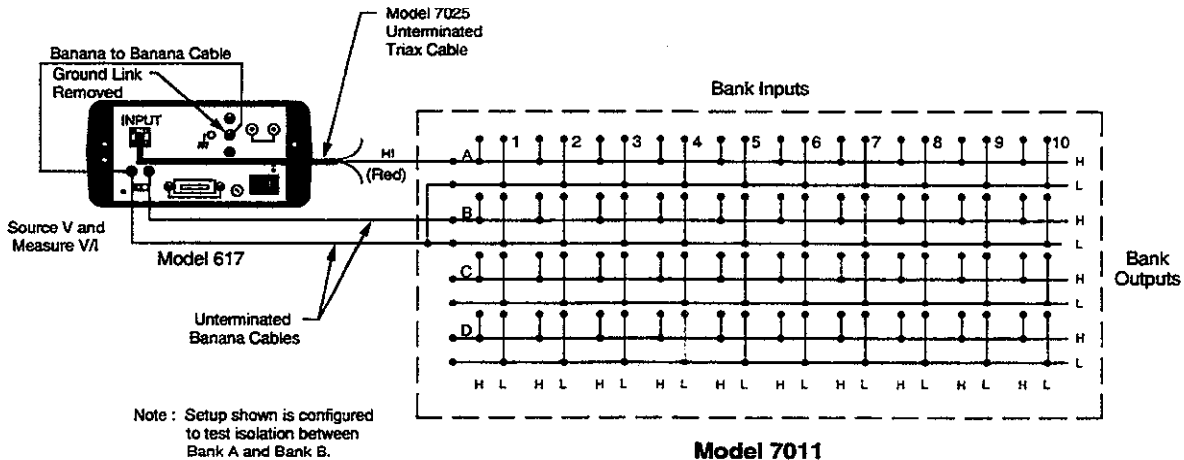 Model 7025
Unterminated
Triax Cable
Banana to Banana Cable
Ground Link
Removed
INPUT
HI
(Red)
Source V and
Measure V/I
Model 617
Unterminated
Banana Cables
Note : Setup shown is configured
to test isolation between
Bank A and Bank B.
Bank Inputs
1 2 3 4 5 6 7 8 9 10
A H
L
B H
L
C H
L
D H
L
H L H L H L H L H L H L H L H L H L H L
Bank
Outputs
Model 7011